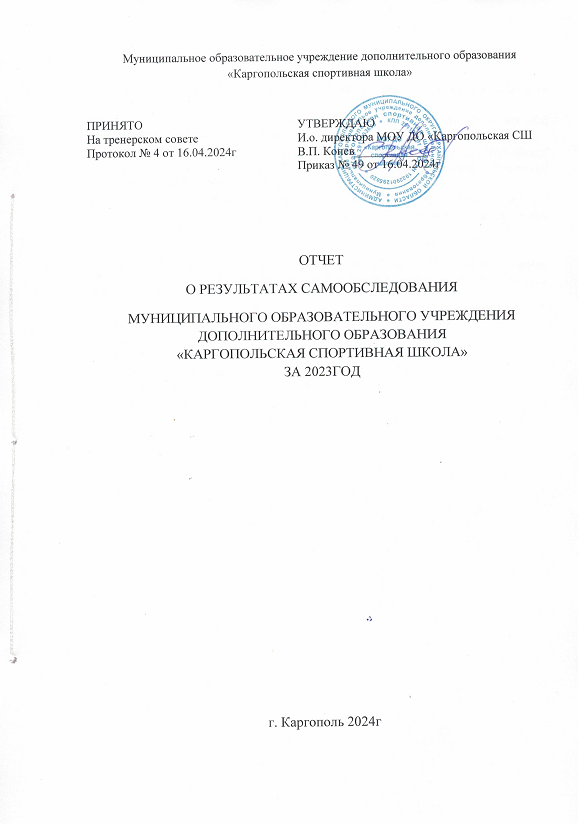 Муниципальное образовательное учреждение дополнительного образования
«Каргопольская спортивная школа»
ПРИНЯТО
На тренерском совете
Протокол № 4 от 16.04.2024г
УТВЕРЖДАЮ
И.о. директора МОУ ДО «Каргопольская СШ
В.П. Конев
Приказ № 49 от 16.04.2024г
ОТЧЕТ
О РЕЗУЛЬТАТАХ САМООБСЛЕДОВАНИЯ
МУНИЦИПАЛЬНОГО ОБРАЗОВАТЕЛЬНОГО УЧРЕЖДЕНИЯ
ДОПОЛНИТЕЛЬНОГО ОБРАЗОВАНИЯ
«КАРГОПОЛЬСКАЯ СПОРТИВНАЯ ШКОЛА»
ЗА 2023ГОД
г. Каргополь 2024г